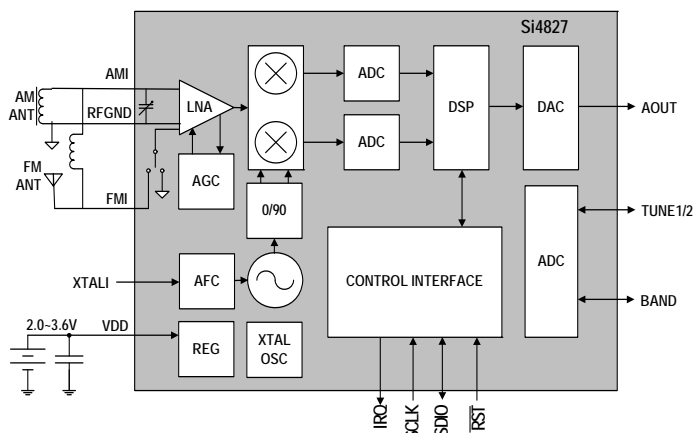 Si4827
AMI
AM
ANT
RFGND
LNA
ADC
ADC
DSP
DAC
AOUT
FM
ANT
FMI
AGC
0/90
ADC
TUNE1/2
BAND
XTALI
AFC
CONTROL INTERFACE
2.0~3.6V
VDD
REG
XTAL
OSC
IRQ
SCLK
SDIO
RST